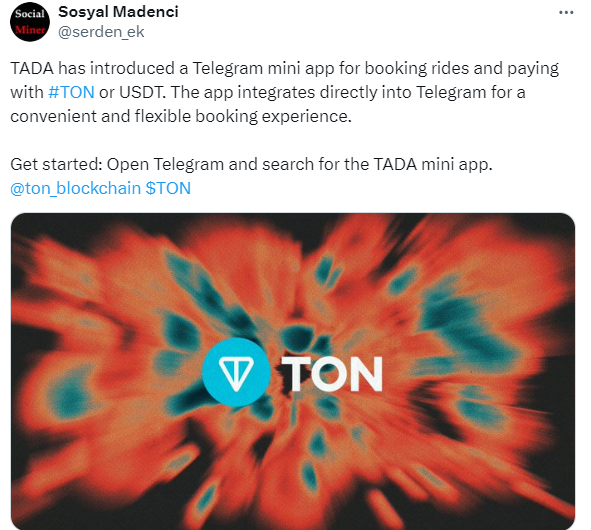 Social
Miner
Sosyal Madenci
@serden_ek
TADA has introduced a Telegram mini app for booking rides and paying
with #TON or USDT. The app integrates directly into Telegram for a
convenient and flexible booking experience.
Get started: Open Telegram and search for the TADA mini app.
@ton_blockchain $TON
TON